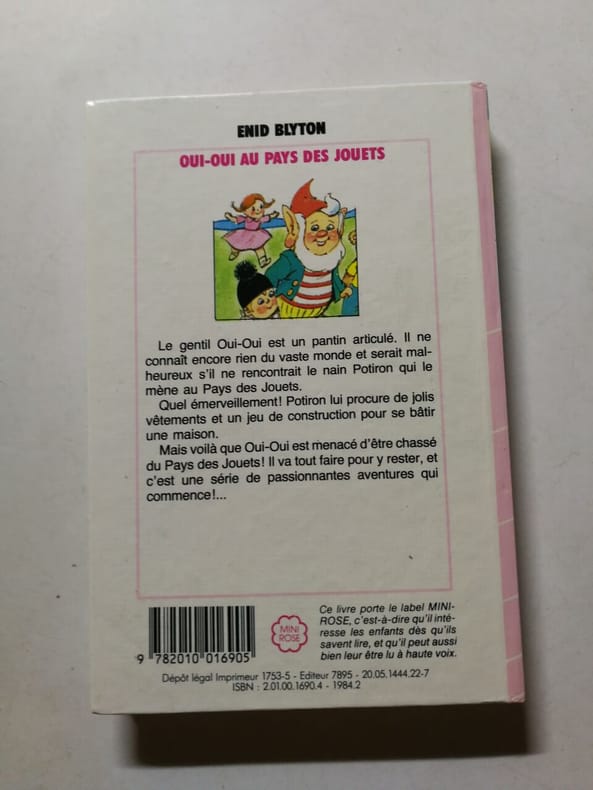 ENID BLYTON
OUI-OUI AU PAYS DES JOUETS
Le gentil Oui-Oui est un pantin articulé. Il ne
connaît encore rien du vaste monde et serait mal-
heureux s'il ne rencontrait le nain Potiron qui le
mène au Pays des Jouets.
Quel émerveillement! Potiron lui procure de jolis
vêtements et un jeu de construction pour se bâtir
une maison.
Mais voilà que Oui-Oui est menacé d'être chassé
du Pays des Jouets! Il va tout faire pour y rester, et
c'est une série de passionnantes aventures qui
commence!...
MINI
ROSE
Ce livre porte le label MINI-
ROSE, c'est-à-dire qu'il inté-
resse les enfants dès qu'ils
savent lire, et qu'il peut aussi
bien leur être lu à haute voix.
9 782010 016905
Dépôt légal Imprimeur 1753-5 - Editeur 7895 - 20.05.1444.22-7
ISBN : 2.01.00.1690.4 - 1984.2